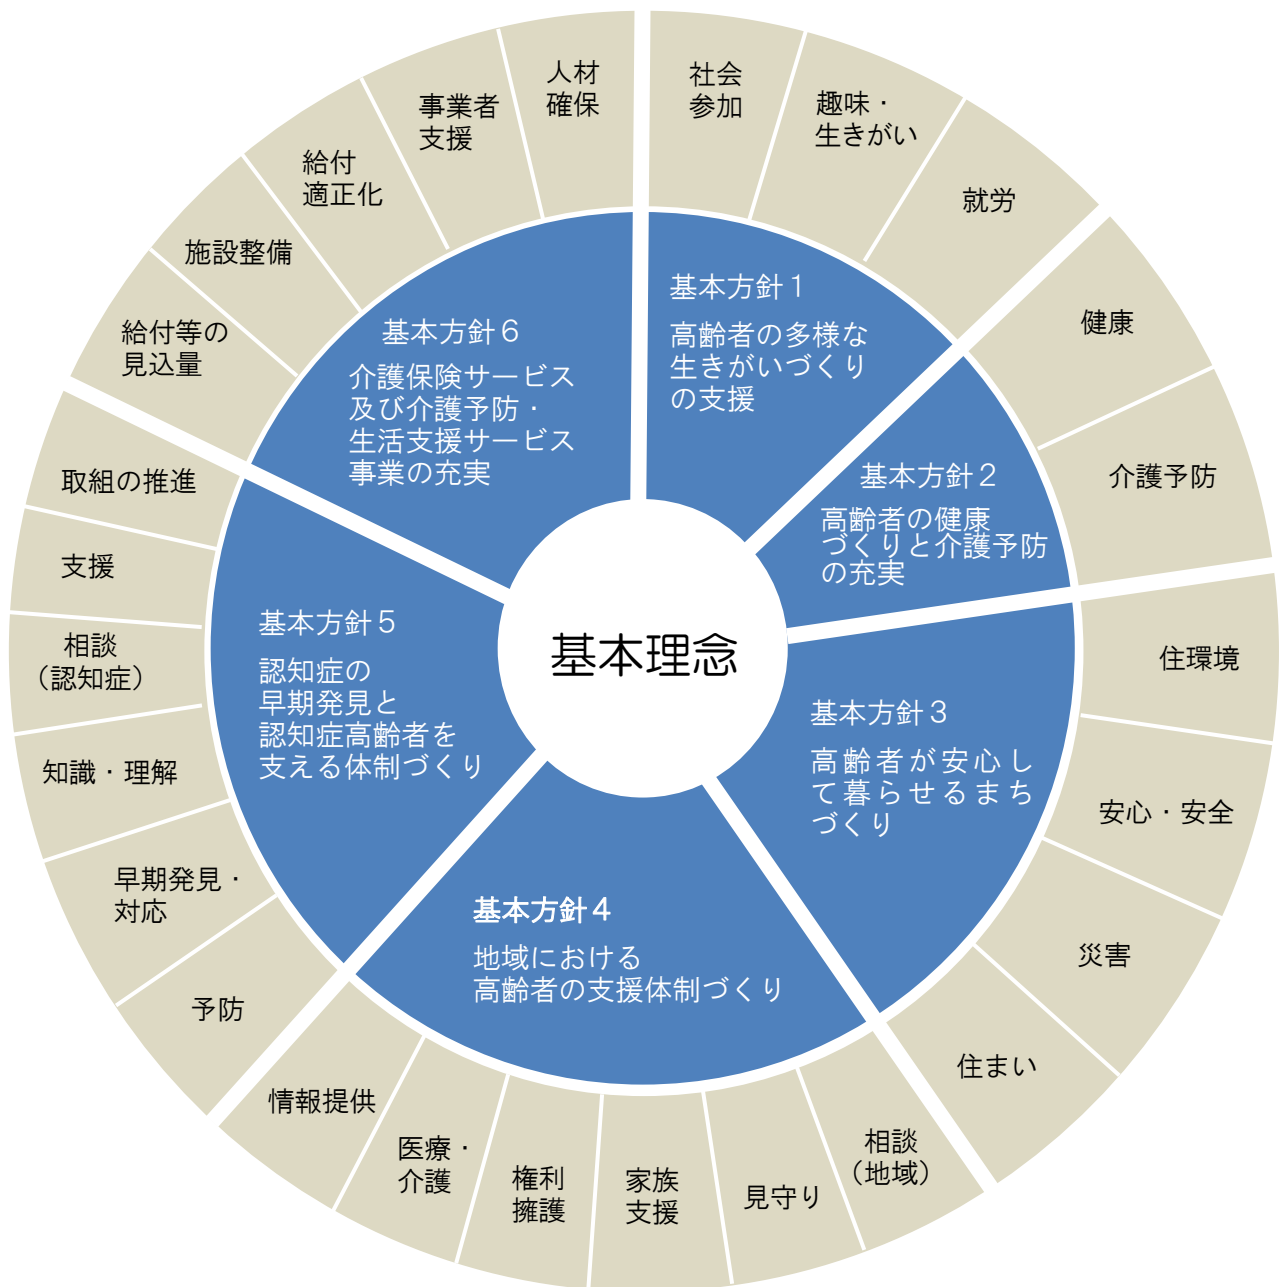 基本理念
基本方針１
高齢者の多様な
生きがいづくり
の支援
社会
参加
趣味・
生きがい
就労
基本方針２
高齢者の健康
づくりと介護予防
の充実
健康
介護予防
基本方針３
高齢者が安心し
て暮らせるまち
づくり
住環境
安心・安全
災害
住まい
基本方針４
地域における
高齢者の支援体制づくり
相談
（地域）
見守り
家族
支援
権利
擁護
医療・
介護
情報提供
基本方針５
認知症の
早期発見と
認知症高齢者を
支える体制づくり
予防
早期発見・
対応
知識・理解
相談
（認知症）
支援
取組の推進
基本方針６
介護保険サービス
及び介護予防・
生活支援サービス
事業の充実
給付等の
見込量
施設整備
給付
適正化
事業者
支援
人材
確保